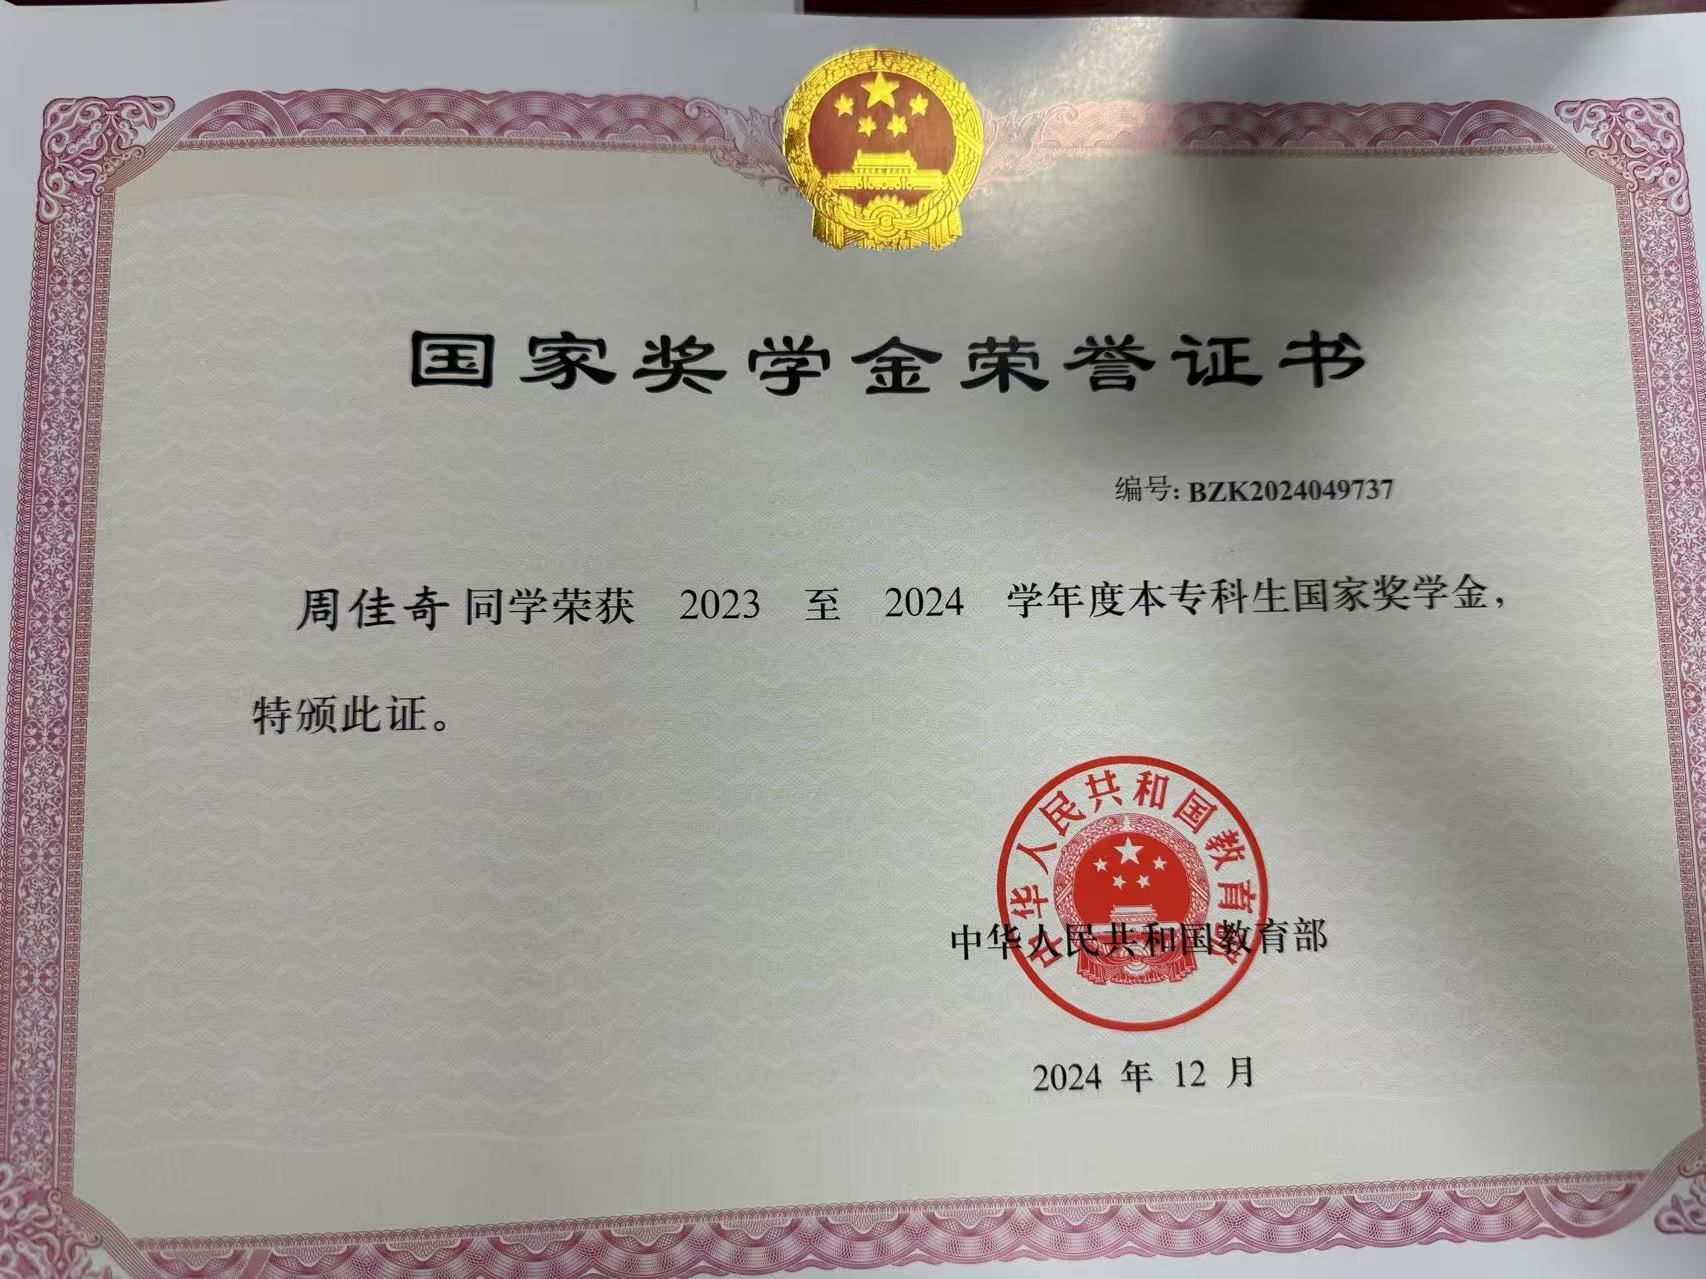 国家奖学金荣誉证书
编号: BZK2024049737
周佳奇同学荣获 2023 至 2024 学年度本专科生国家奖学金，
特颁此证。
中华人民共和国教育部
中华人民共和国教育部
2024 年 12 月